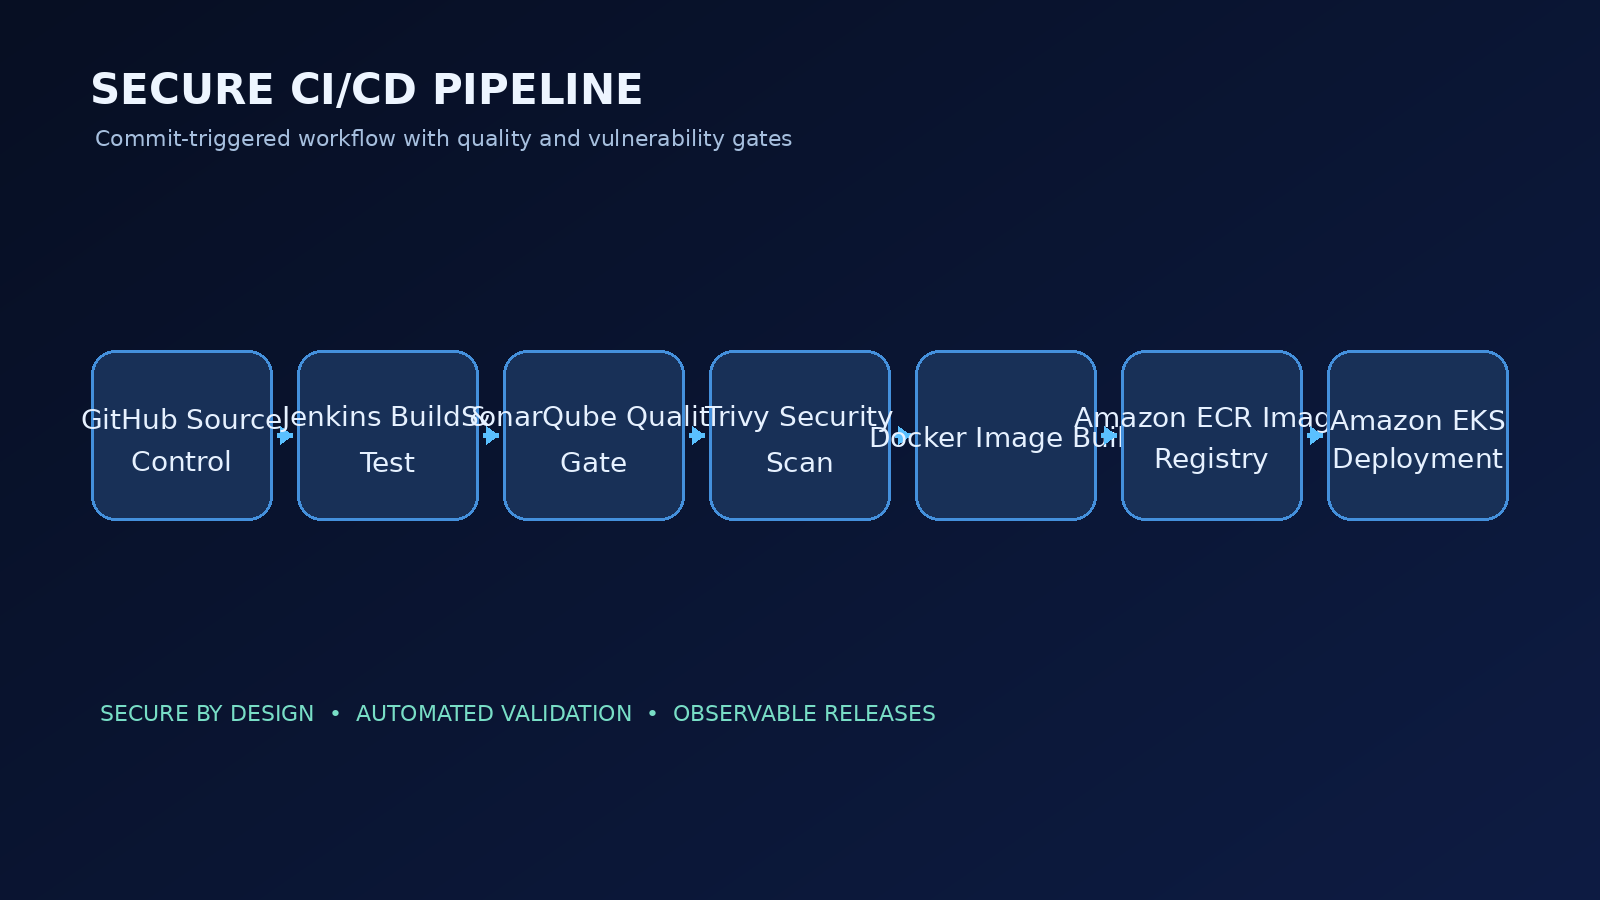 SECURE CI/CD PIPELINE
Commit-triggered workflow with quality and vulnerability gates
GitHub Source
Control
Jenkins Build &
Test
SonarQube Qualit
Gate
Trivy Security
Scan
Docker Image Buil
Amazon ECR Imag
Registry
Amazon EKS
Deployment
SECURE BY DESIGN • AUTOMATED VALIDATION • OBSERVABLE RELEASES